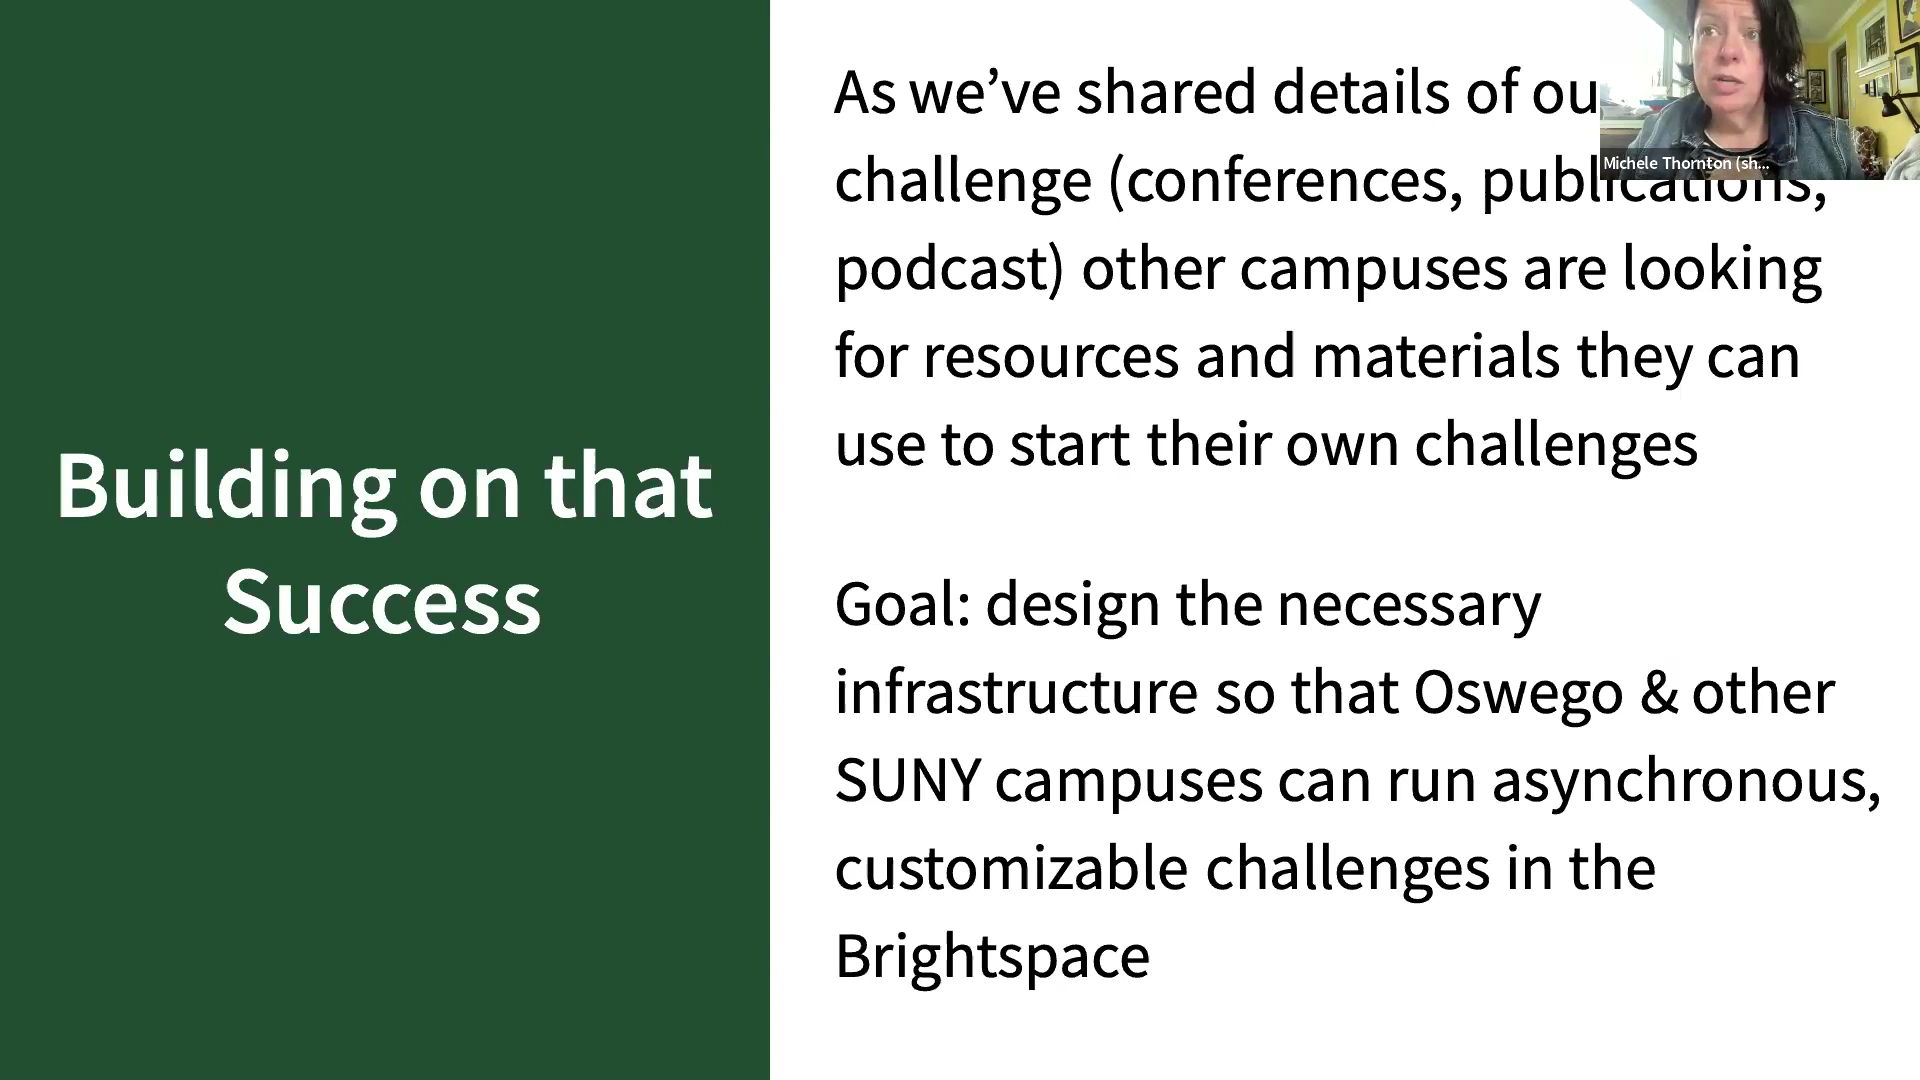 Building on that
Success
As we’ve shared details of ou
challenge (conferences, publications,
podcast) other campuses are looking
for resources and materials they can
use to start their own challenges
Goal: design the necessary
infrastructure so that Oswego & other
SUNY campuses can run asynchronous,
customizable challenges in the
Brightspace
Michele Thornton (sh...